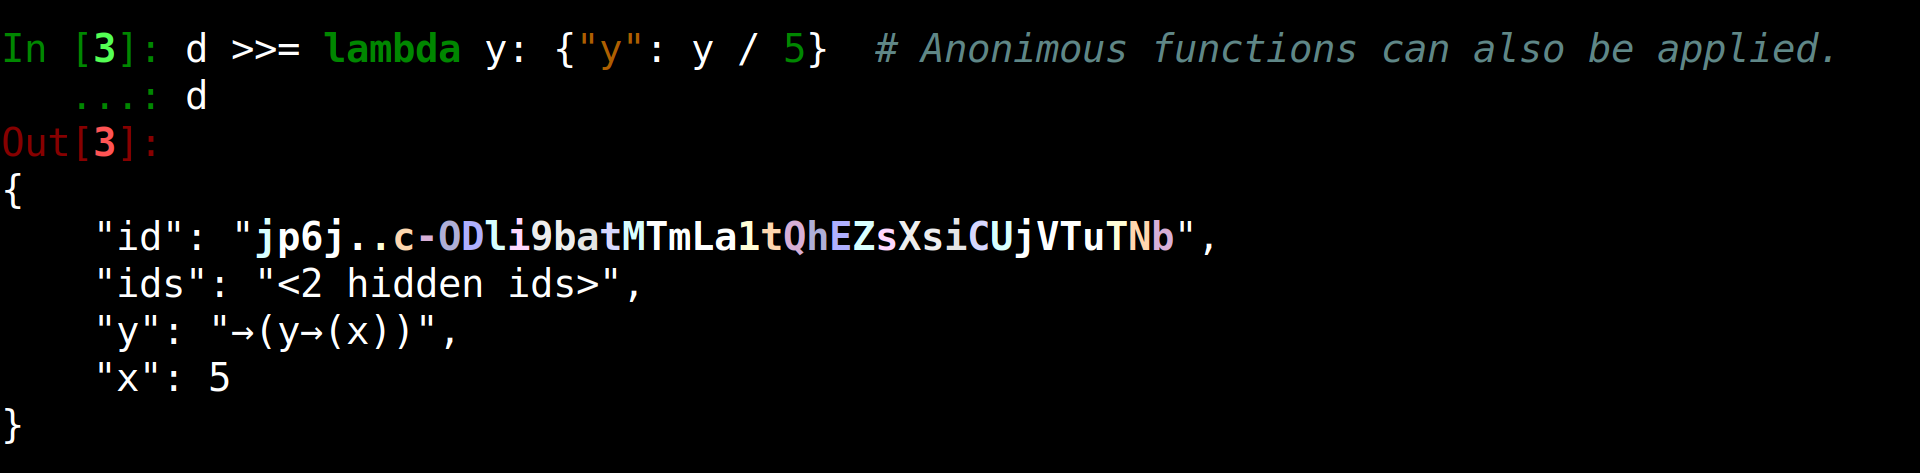 In [3]: d >>= lambda y: {"y": y / 5}  # Anonimous functions can also be applied.
   ...: d
Out[3]:
{
    "id": "jp6j..c-ODli9batMTmLa1tQhEZsXsiCUjVTuTNb",
    "ids": "<2 hidden ids>",
    "y": "→(y→(x))",
    "x": 5
}